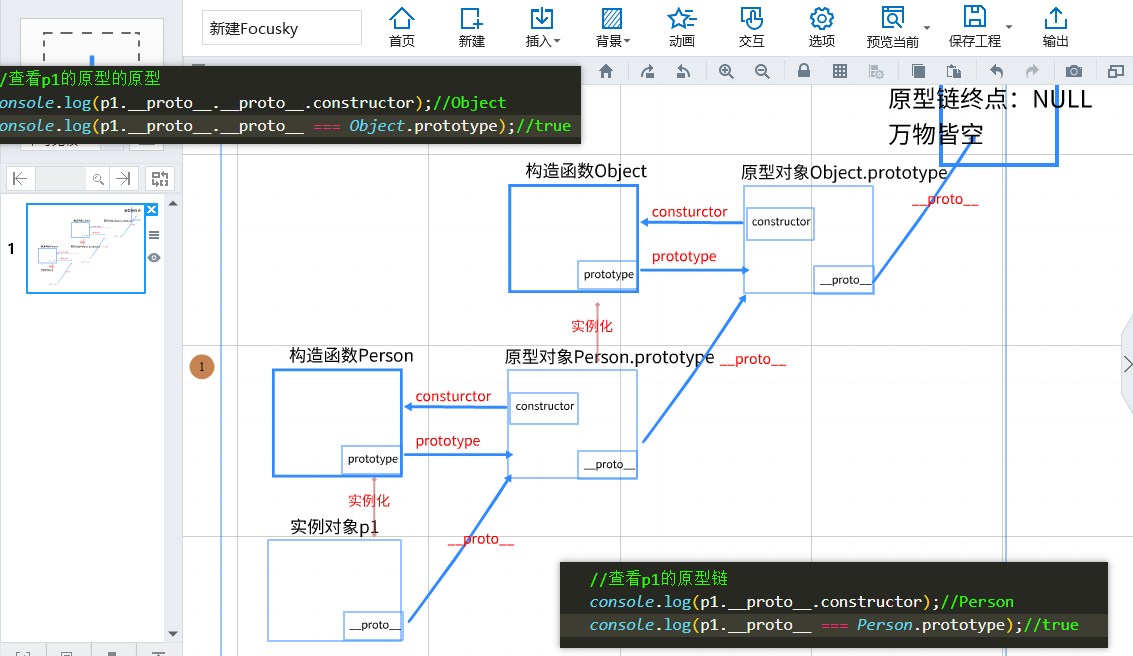 新建Focusky
首页
新建
插入
背景
动画
交互
选项
预览当前
保存工程
输出
/查看p1的原型的原型
onsole.log(p1.__proto__.__proto__.constructor);//Object
onsole.log(p1.__proto__.__proto__ === Object.prototype);//true
原型链终点：NULL
万物皆空
构造函数Object
原型对象Object.prototype
__proto__
consturctor
constructor
prototype
prototype
__proto__
实例化
1
1
构造函数Person
原型对象Person.prototype
__proto__
consturctor
constructor
prototype
prototype
__proto__
实例化
实例对象p1
__proto__
__proto__
//查看p1的原型链
console.log(p1.__proto__.constructor);//Person
console.log(p1.__proto__ === Person.prototype);//true